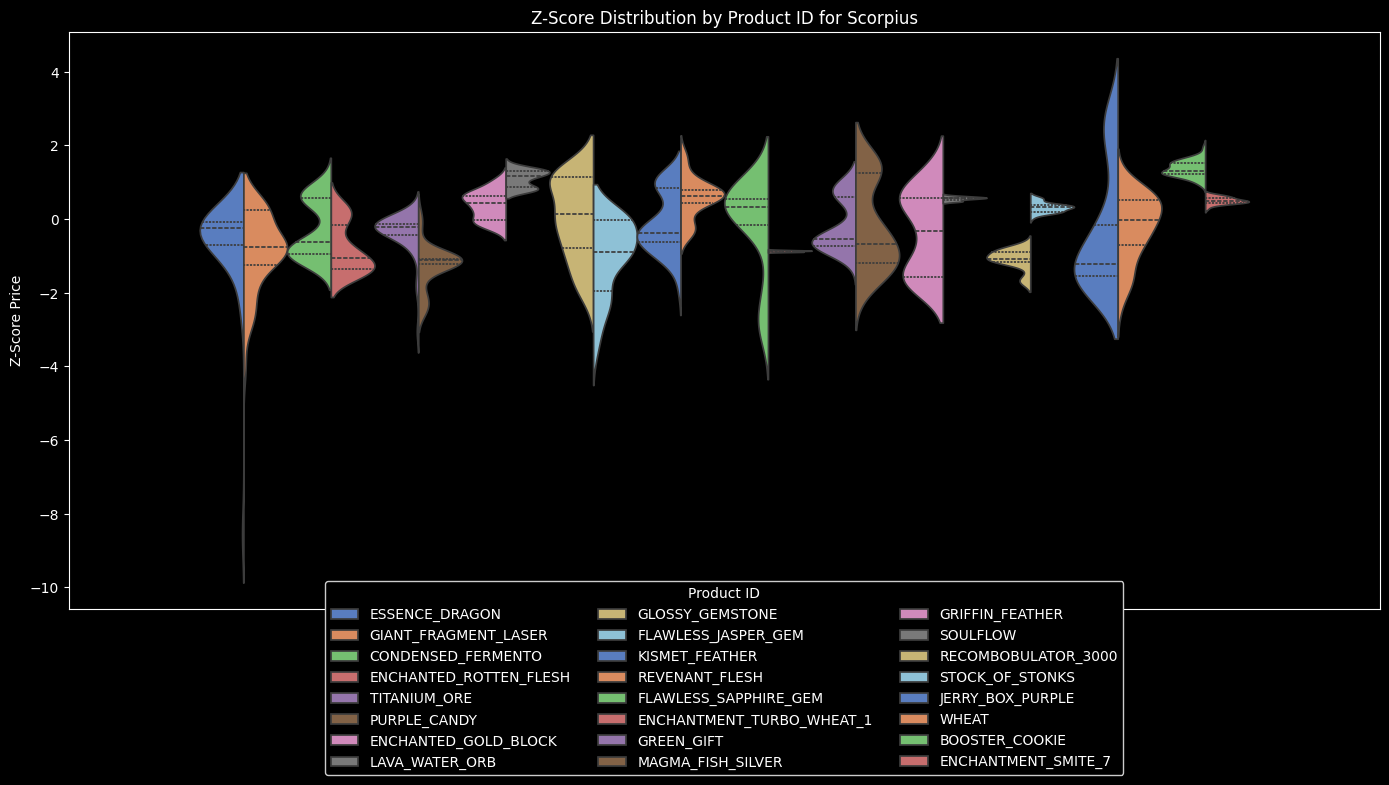 Z-Score Distribution by Product ID for Scorpius
4
2
0
−2
−4
−6
−8
−10
Z-Score Price
Product ID
ESSENCE_DRAGON
GIANT_FRAGMENT_LASER
CONDENSED_FERMENTO
ENCHANTED_ROTTEN_FLESH
TITANIUM_ORE
PURPLE_CANDY
ENCHANTED_GOLD_BLOCK
LAVA_WATER_ORB
GLOSSY_GEMSTONE
FLAWLESS_JASPER_GEM
KISMET_FEATHER
REVENANT_FLESH
FLAWLESS_SAPPHIRE_GEM
ENCHANTMENT_TURBO_WHEAT_1
GREEN_GIFT
MAGMA_FISH_SILVER
GRIFFIN_FEATHER
SOULFLOW
RECOMBOBULATOR_3000
STOCK_OF_STONKS
JERRY_BOX_PURPLE
WHEAT
BOOSTER_COOKIE
ENCHANTMENT_SMITE_7